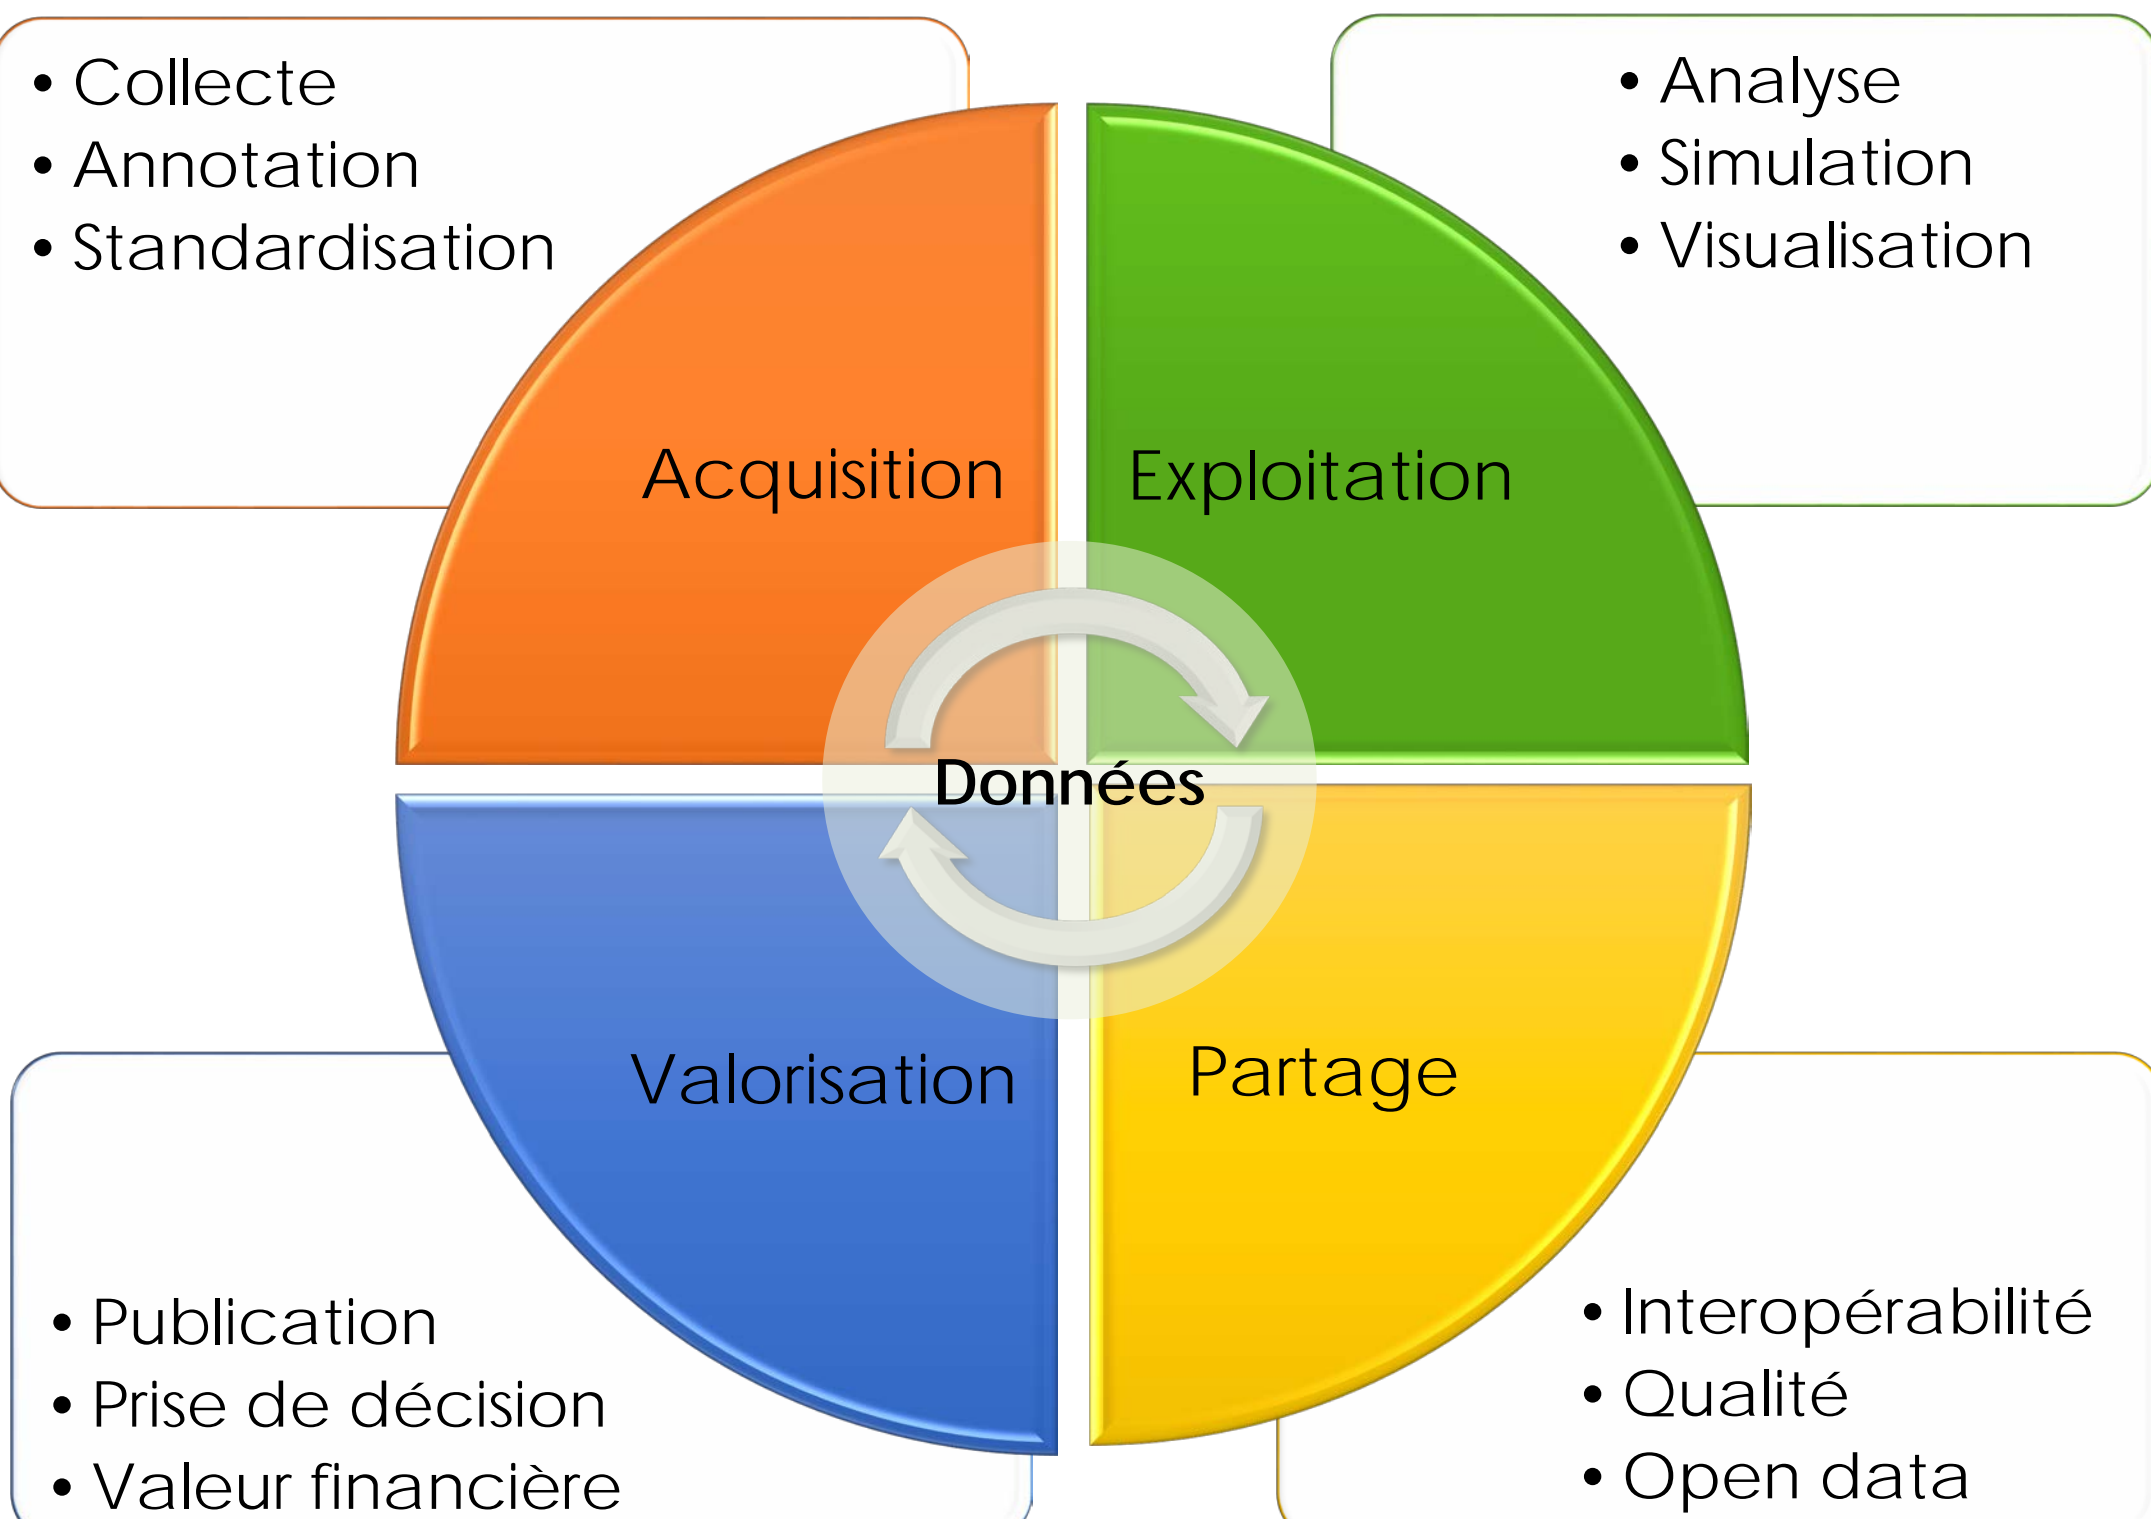 • Collecte
• Annotation
• Standardisation
• Analyse
• Simulation
• Visualisation
Acquisition
Exploitation
Données
Valorisation
Partage
• Publication
• Prise de décision
• Valeur financière
• Interopérabilité
• Qualité
• Open data